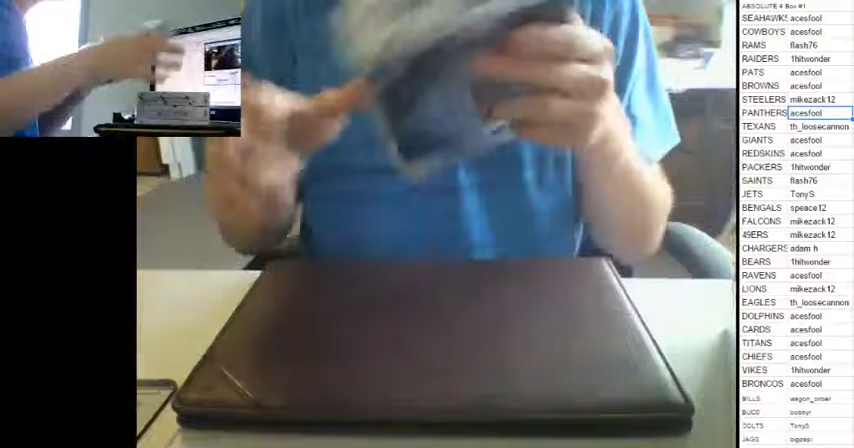 ABSOLUTE 4 Box #1
SEAHAWKS acesfool
COWBOYS acesfool
RAMS flash76
RAIDERS 1hitwonder
PATS acesfool
BROWNS acesfool
STEELERS mikezack12
PANTHERS acesfool
TEXANS th_loosecannon
GIANTS acesfool
REDSKINS acesfool
PACKERS 1hitwonder
SAINTS flash76
JETS TonyS
BENGALS speace12
FALCONS mikezack12
49ERS mikezack12
CHARGERS adam h
BEARS 1hitwonder
RAVENS acesfool
LIONS mikezack12
EAGLES th_loosecannon
DOLPHINS acesfool
CARDS acesfool
TITANS acesfool
CHIEFS acesfool
VIKES 1hitwonder
BRONCOS acesfool
BILLS
BUCS
COLTS TonyS
JAGS bigpapi